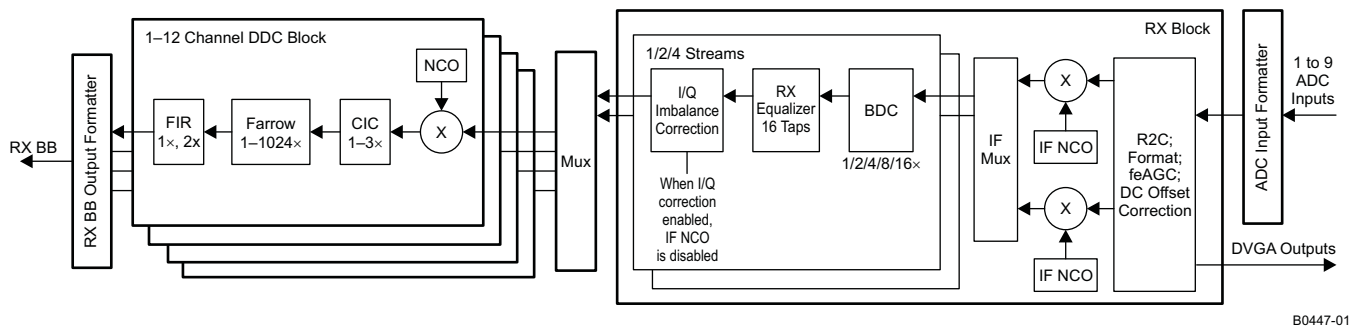 1–12 Channel DDC Block
NCO
FIR
1×, 2x
Farrow
1–1024×
CIC
1–3×
X
RX BB
RX BB Output Formatter
Mux
RX Block
1/2/4 Streams
I/Q
Imbalance
Correction
RX
Equalizer
16 Taps
BDC
1/2/4/8/16×
When I/Q
correction
enabled,
IF NCO
is disabled
IF
Mux
X
IF NCO
X
IF NCO
R2C;
Format;
feAGC;
DC Offset
Correction
ADC Input Formatter
1 to 9
ADC
Inputs
DVGA Outputs
B0447-01